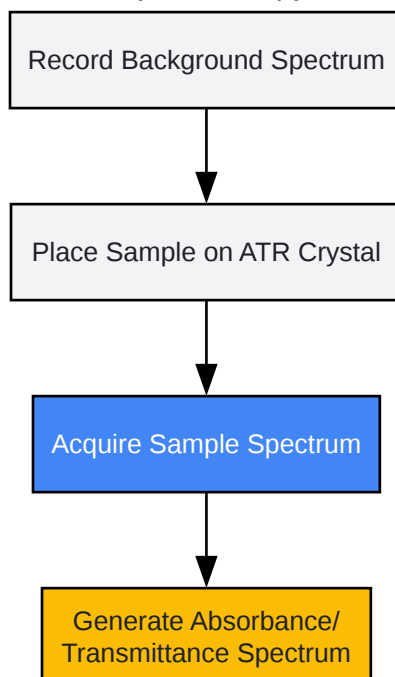 Record Background Spectrum
Place Sample on ATR Crystal
Acquire Sample Spectrum
Generate Absorbance/
Transmittance Spectrum